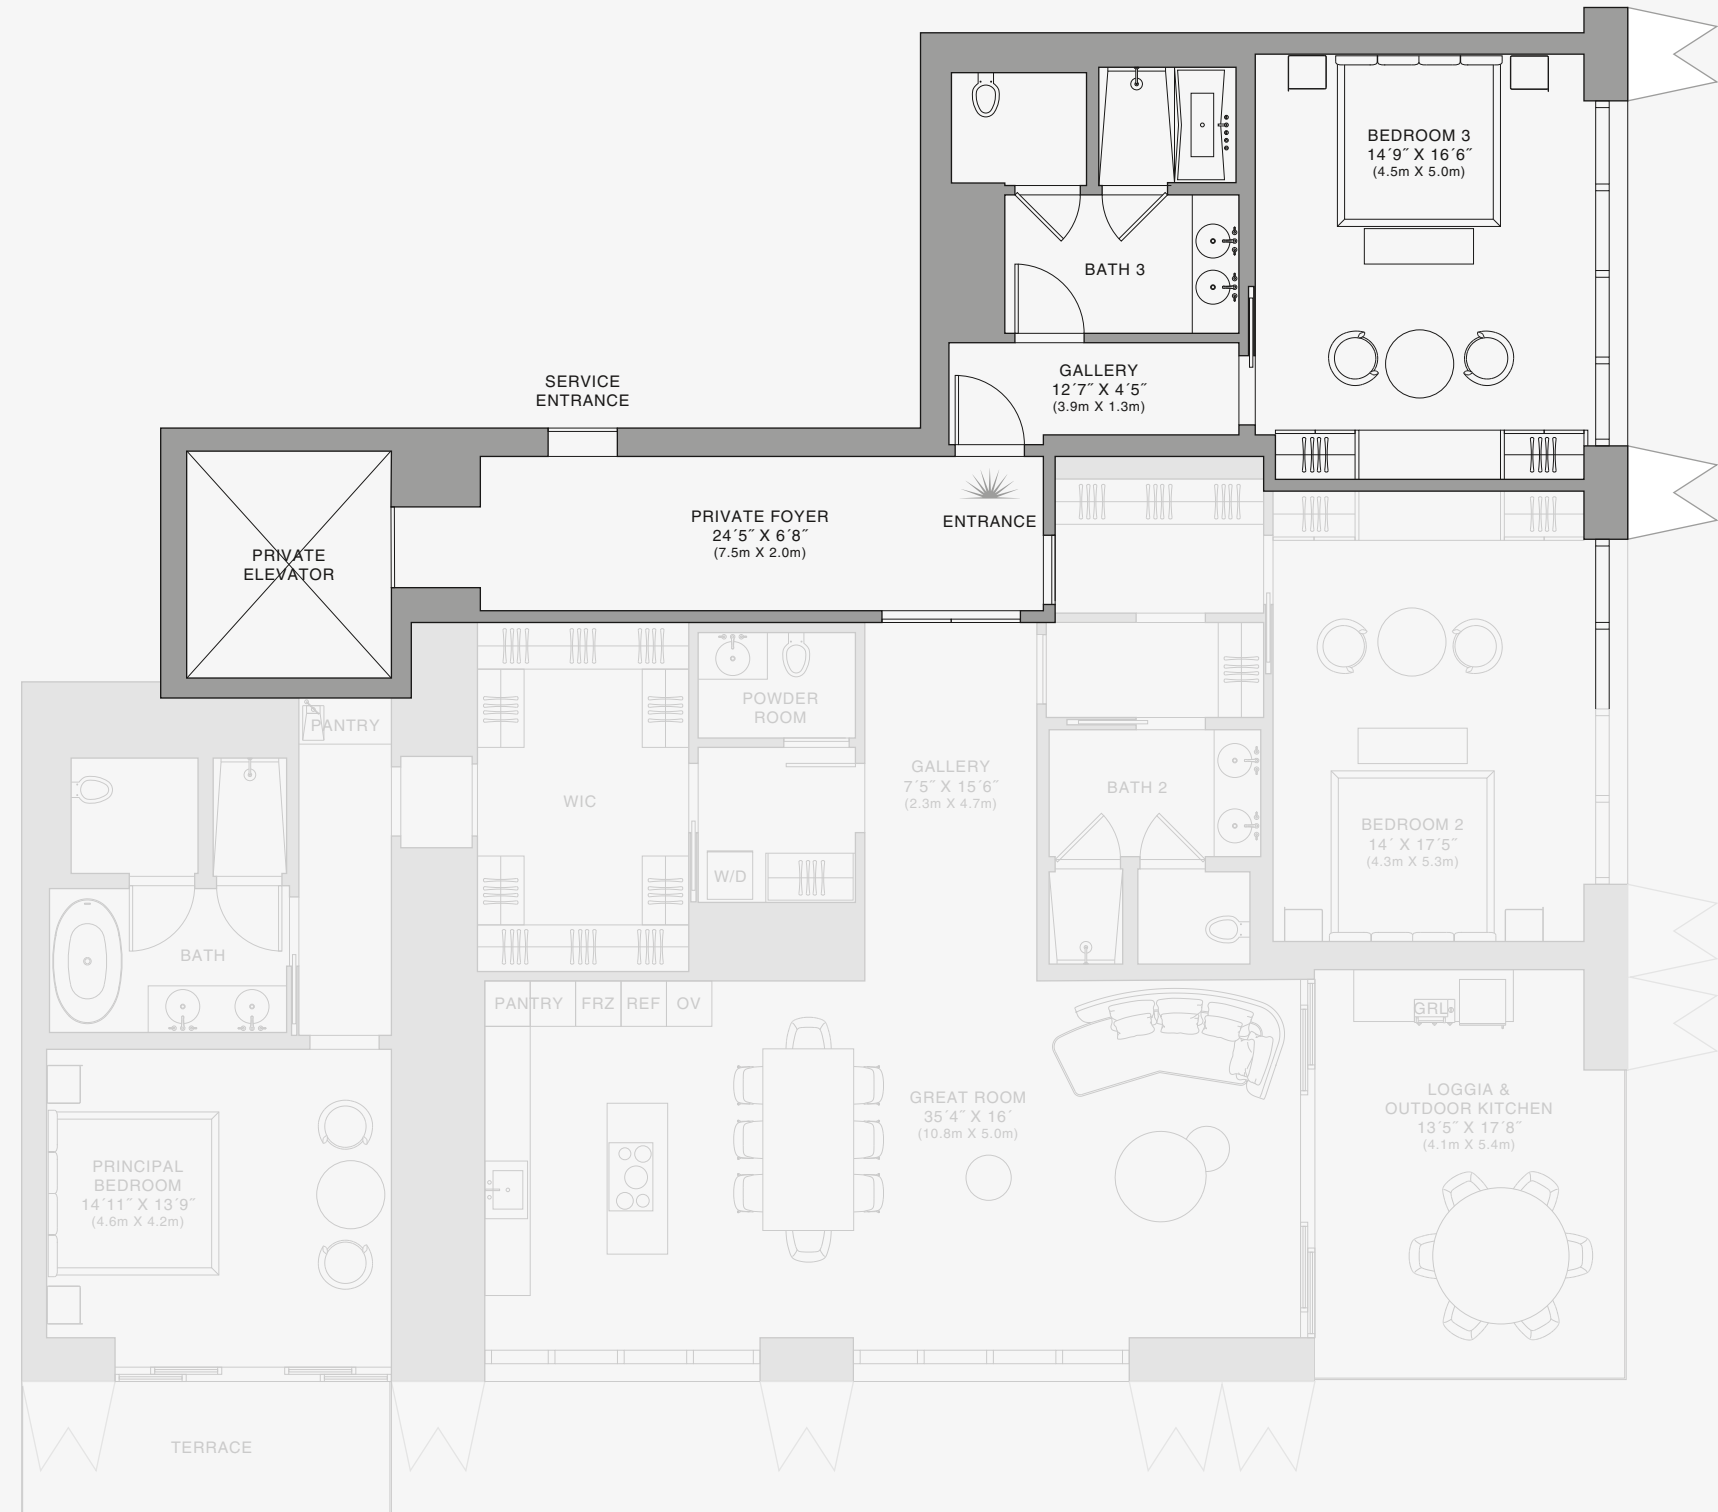 BEDROOM 3
14´9˝ X 16´6˝
(4.5m X 5.0m)
BATH 3
GALLERY
12´7˝ X 4´5˝
(3.9m X 1.3m)
SERVICE
ENTRANCE
PRIVATE FOYER
24´5˝ X 6´8˝
(7.5m X 2.0m)
ENTRANCE
PRIVATE
ELEVATOR
PANTRY
POWDER
ROOM
WIC
GALLERY
7´5˝ X 15´6˝
(2.3m X 4.7m)
BATH 2
BEDROOM 2
14´ X 17´5˝
(4.3m X 5.3m)
W/D
BATH
PANTRY
FRZ
REF
OV
GRL
GREAT ROOM
35´4˝ X 16´
(10.8m X 5.0m)
LOGGIA &
OUTDOOR KITCHEN
13´5˝ X 17´8˝
(4.1m X 5.4m)
PRINCIPAL
BEDROOM
14´11˝ X 13´9˝
(4.6m X 4.2m)
TERRACE